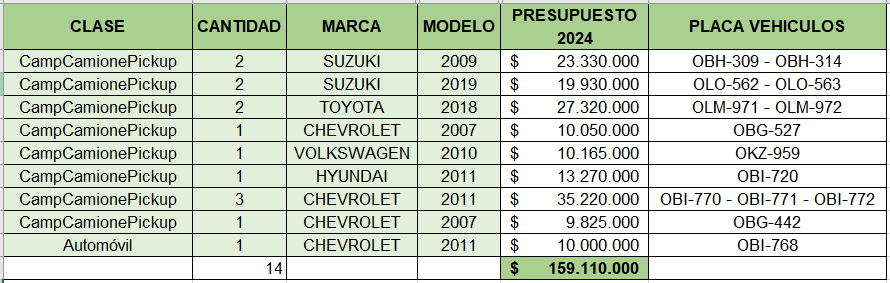 CLASE CANTIDAD MARCA MODELO PRESUPUESTO 2024 PLACA VEHICULOS
CampCamionePickup 2 SUZUKI 2009 $ 23.330.000 OBH-309 - OBH-314
CampCamionePickup 2 SUZUKI 2019 $ 19.930.000 OLO-562 - OLO-563
CampCamionePickup 2 TOYOTA 2018 $ 27.320.000 OLM-971 - OLM-972
CampCamionePickup 1 CHEVROLET 2007 $ 10.050.000 OBG-527
CampCamionePickup 1 VOLKSWAGEN 2010 $ 10.165.000 OKZ-959
CampCamionePickup 1 HYUNDAI 2011 $ 13.270.000 OBI-720
CampCamionePickup 3 CHEVROLET 2011 $ 35.220.000 OBI-770 - OBI-771 - OBI-772
CampCamionePickup 1 CHEVROLET 2007 $ 9.825.000 OBG-442
Automóvil 1 CHEVROLET 2011 $ 10.000.000 OBI-768
14 $ 159.110.000